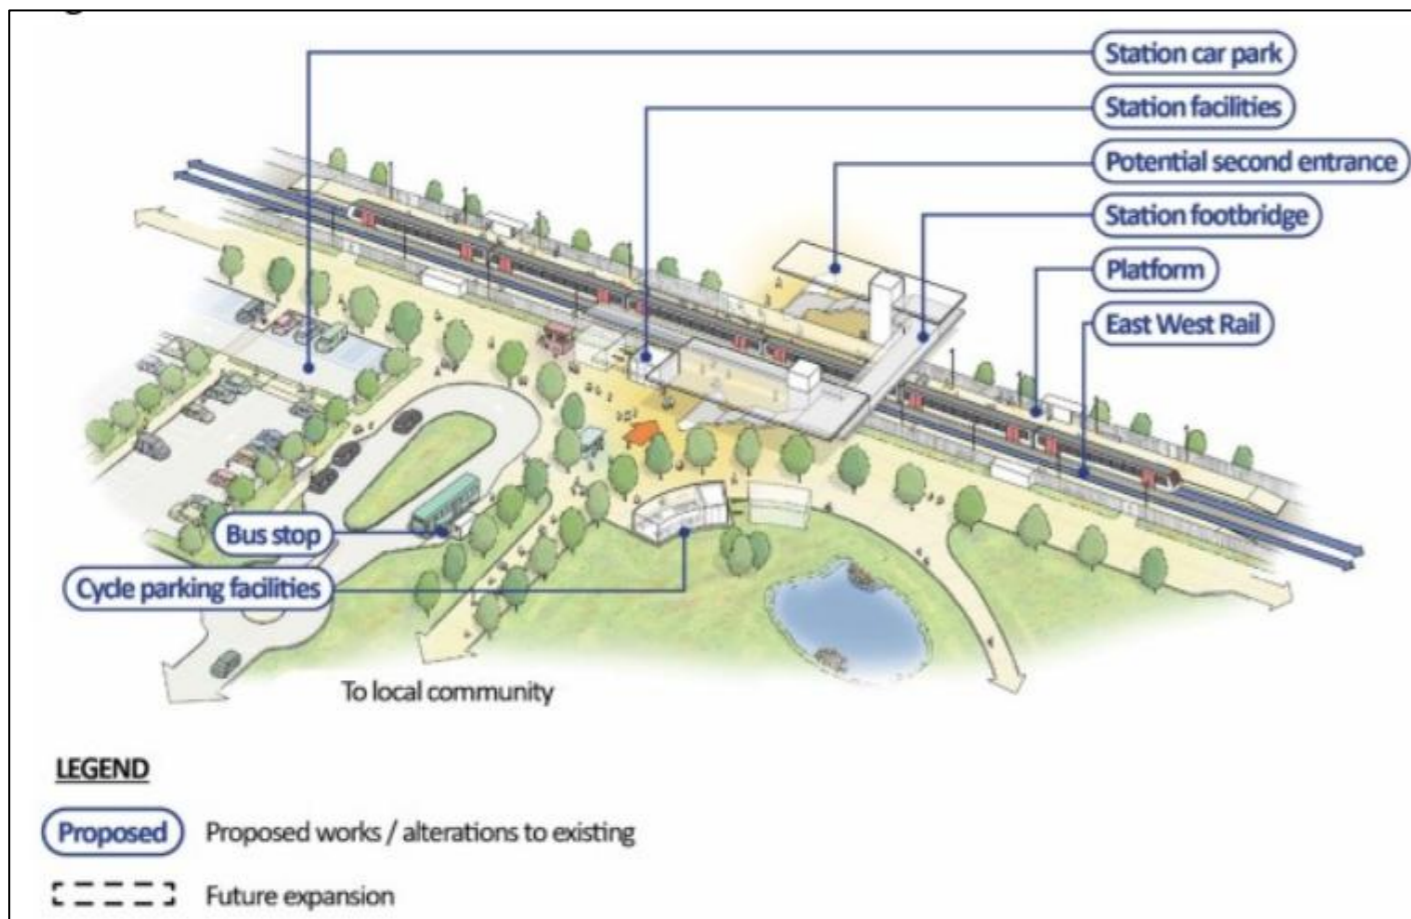 Station car park
Station facilities
Potential second entrance
Station footbridge
Platform
East West Rail
Bus stop
Cycle parking facilities
To local community
LEGEND
Proposed Proposed works / alterations to existing
Future expansion